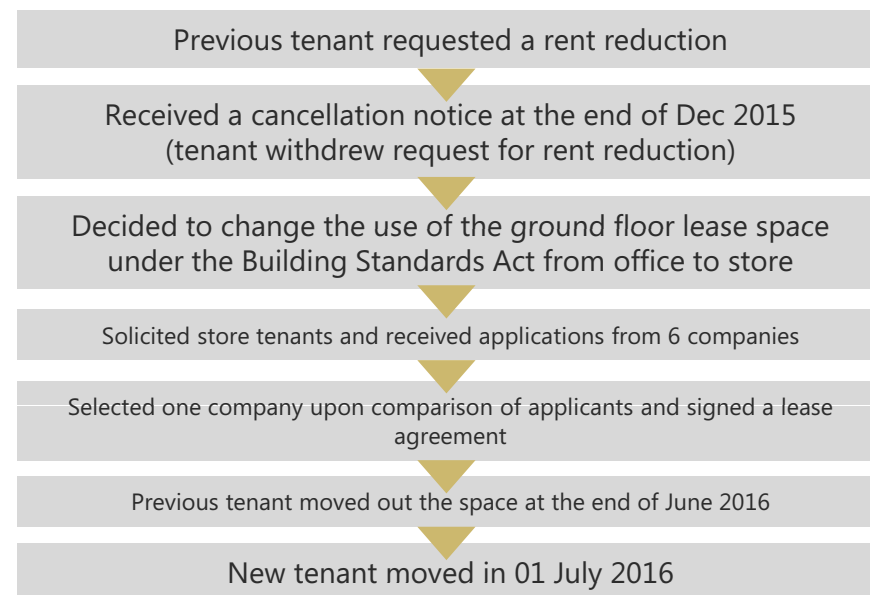 Previous tenant requested a rent reduction
Received a cancellation notice at the end of Dec 2015
(tenant withdrew request for rent reduction)
Decided to change the use of the ground floor lease space
under the Building Standards Act from office to store
Solicited store tenants and received applications from 6 companies
Selected one company upon comparison of applicants and signed a lease
agreement
Previous tenant moved out the space at the end of June 2016
New tenant moved in 01 July 2016